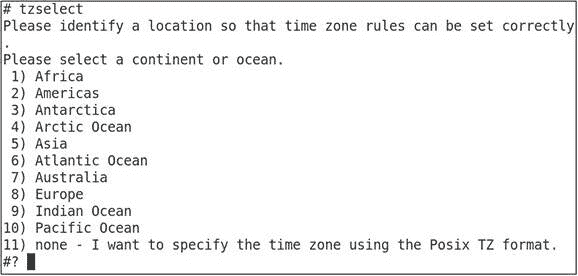 # tzselect
Please identify a location so that time zone rules can be set correctly
.
Please select a continent or ocean.
 1) Africa
 2) Americas
 3) Antarctica
 4) Arctic Ocean
 5) Asia
 6) Atlantic Ocean
 7) Australia
 8) Europe
 9) Indian Ocean
10) Pacific Ocean
11) none - I want to specify the time zone using the Posix TZ format.
#?